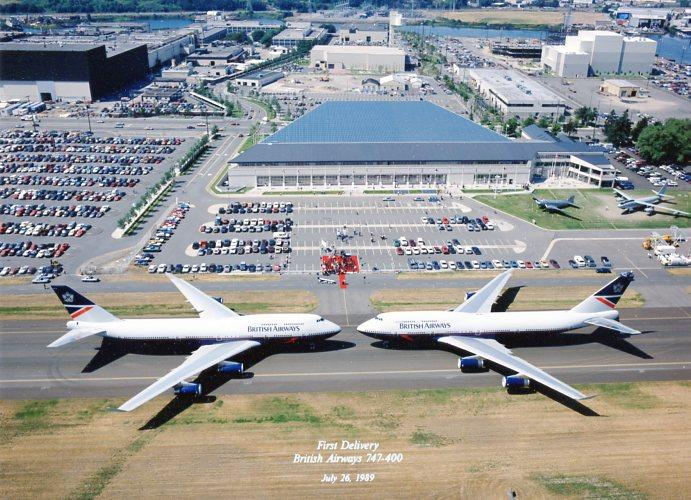 BRITISH AIRWAYS
BRITISH AIRWAYS
First Delivery
British Airways 747-400
July 26, 1989